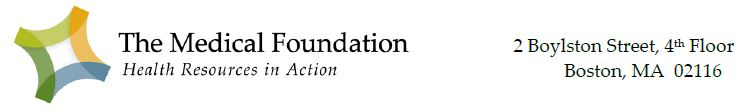 The Medical Foundation
Health Resources in Action
2 Boylston Street, 4th Floor
Boston, MA 02116